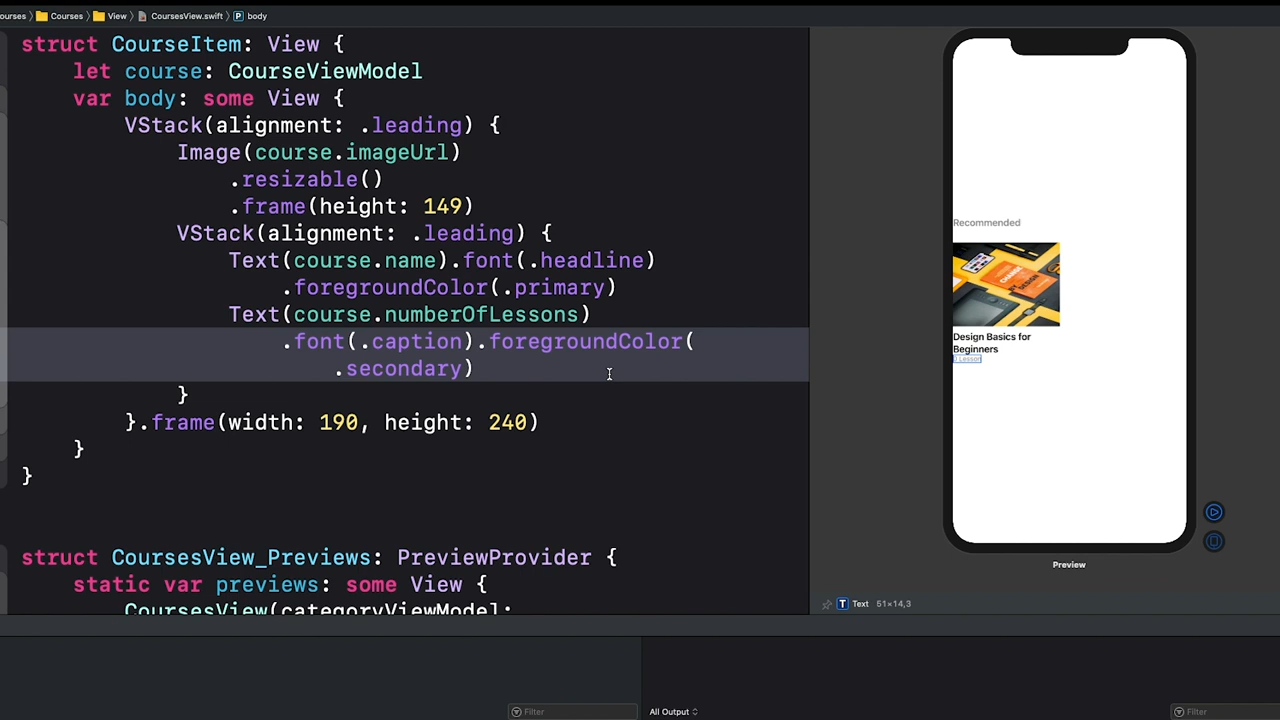 ourses
Courses
View
CoursesView.swift
P body
struct CourseItem: View {
let course: CourseViewModel
var body: some View {
VStack(alignment: .leading) {
Image(course.imageUrl)
.resizable()
.frame(height: 149)
VStack(alignment: .leading) {
Text(course.name).font(.headline)
.foregroundColor(.primary)
Text(course.numberOfLessons)
.font(.caption).foregroundColor(
.secondary)
}
}.frame(width: 190, height: 240)
}
}
struct CoursesView_Previews: PreviewProvider {
static var previews: some View {
CoursesView(categoryViewModel:
Recommended
Design Basics for
Beginners
Lesson
Preview
T Text 51×14,3
Filter
All Output
Filter